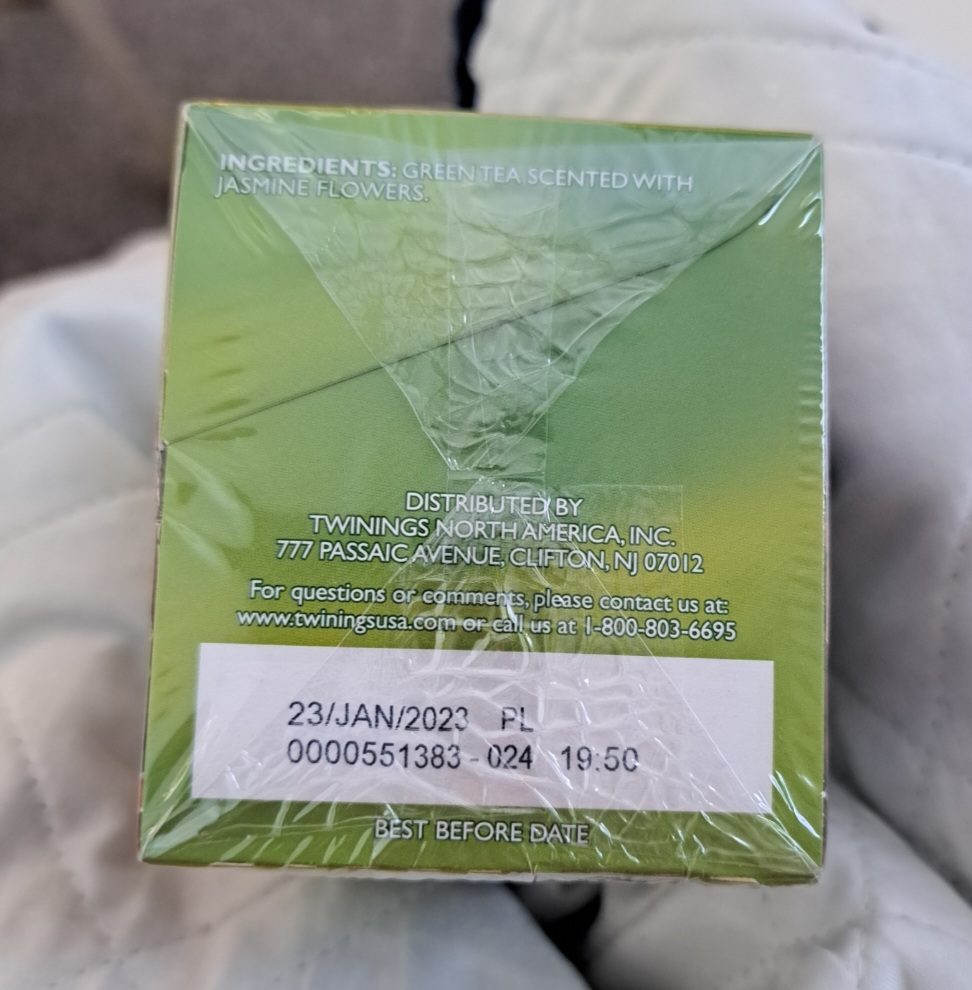 INGREDIENTS: GREEN TEA SCENTED WITH
JASMINE FLOWERS.
DISTRIBUTED BY
TWININGS NORTH AMERICA, INC.
777 PASSAIC AVENUE, CLIFTON, NJ 07012
For questions or comments, please contact us at:
www.twiningsusa.com or call us at 1-800-803-6695
23/JAN/2023 PL
0000551383 - 024 19:50
BEST BEFORE DATE